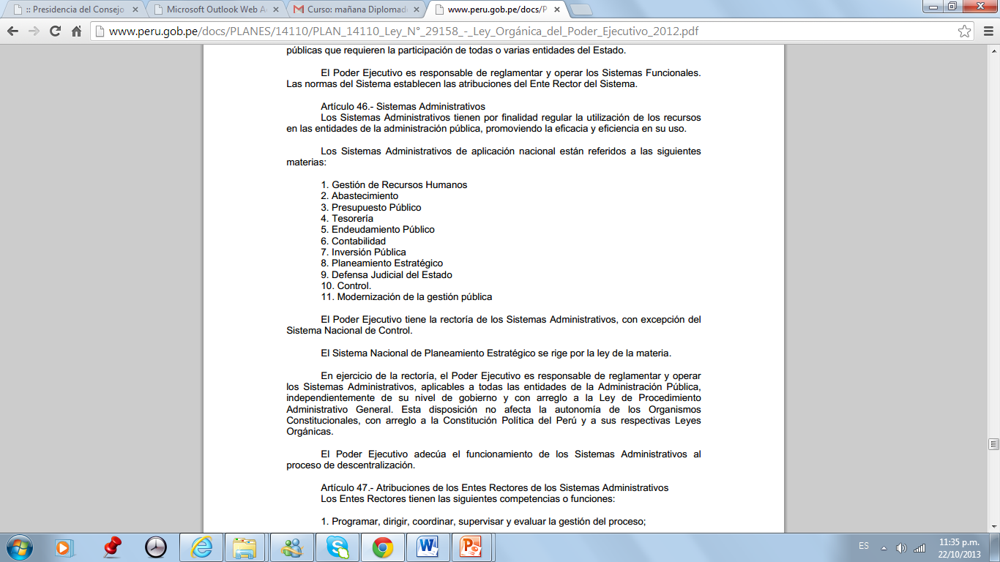 :: Presidencia del Consejo
Microsoft Outlook Web A
Curso: mañana Diplomad
www.peru.gob.pe/docs/P
www.peru.gob.pe/docs/PLANES/14110/PLAN_14110_Ley_N°_29158_-_Ley_Orgánica_del_Poder_Ejecutivo_2012.pdf
públicas que requieren la participación de todas o varias entidades del Estado.
El Poder Ejecutivo es responsable de reglamentar y operar los Sistemas Funcionales.
Las normas del Sistema establecen las atribuciones del Ente Rector del Sistema.
Artículo 46.- Sistemas Administrativos
Los Sistemas Administrativos tienen por finalidad regular la utilización de los recursos
en las entidades de la administración pública, promoviendo la eficacia y eficiencia en su uso.
Los Sistemas Administrativos de aplicación nacional están referidos a las siguientes
materias:
1. Gestión de Recursos Humanos
2. Abastecimiento
3. Presupuesto Público
4. Tesorería
5. Endeudamiento Público
6. Contabilidad
7. Inversión Pública
8. Planeamiento Estratégico
9. Defensa Judicial del Estado
10. Control.
11. Modernización de la gestión pública
El Poder Ejecutivo tiene la rectoría de los Sistemas Administrativos, con excepción del
Sistema Nacional de Control.
El Sistema Nacional de Planeamiento Estratégico se rige por la ley de la materia.
En ejercicio de la rectoría, el Poder Ejecutivo es responsable de reglamentar y operar
los Sistemas Administrativos, aplicables a todas las entidades de la Administración Pública,
independientemente de su nivel de gobierno y con arreglo a la Ley de Procedimiento
Administrativo General. Esta disposición no afecta la autonomía de los Organismos
Constitucionales, con arreglo a la Constitución Política del Perú y a sus respectivas Leyes
Orgánicas.
El Poder Ejecutivo adecúa el funcionamiento de los Sistemas Administrativos al
proceso de descentralización.
Artículo 47.- Atribuciones de los Entes Rectores de los Sistemas Administrativos
Los Entes Rectores tienen las siguientes competencias o funciones:
1. Programar, dirigir, coordinar, supervisar y evaluar la gestión del proceso;
ES
11:35 p.m.
22/10/2013